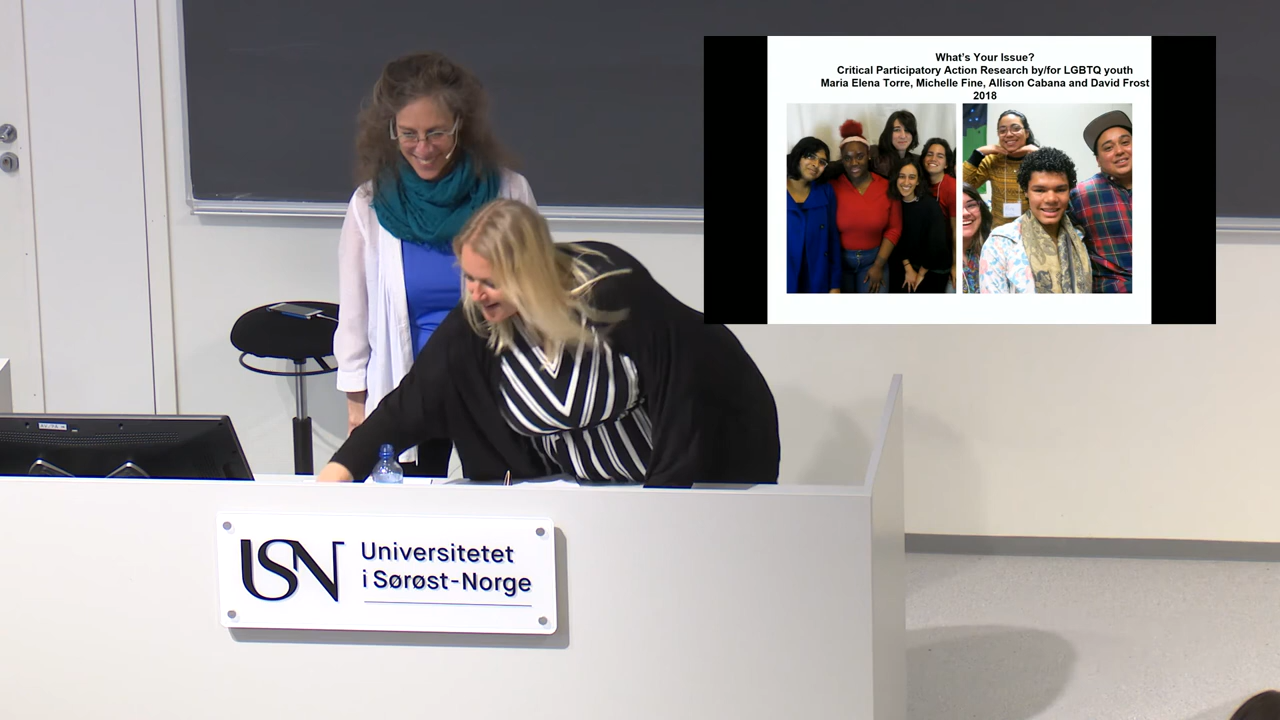 What's Your Issue?
Critical Participatory Action Research by/for LGBTQ youth
Maria Elena Torre, Michelle Fine, Allison Cabana and David Frost
2018
USN
Universitetet
i Sørøst-Norge